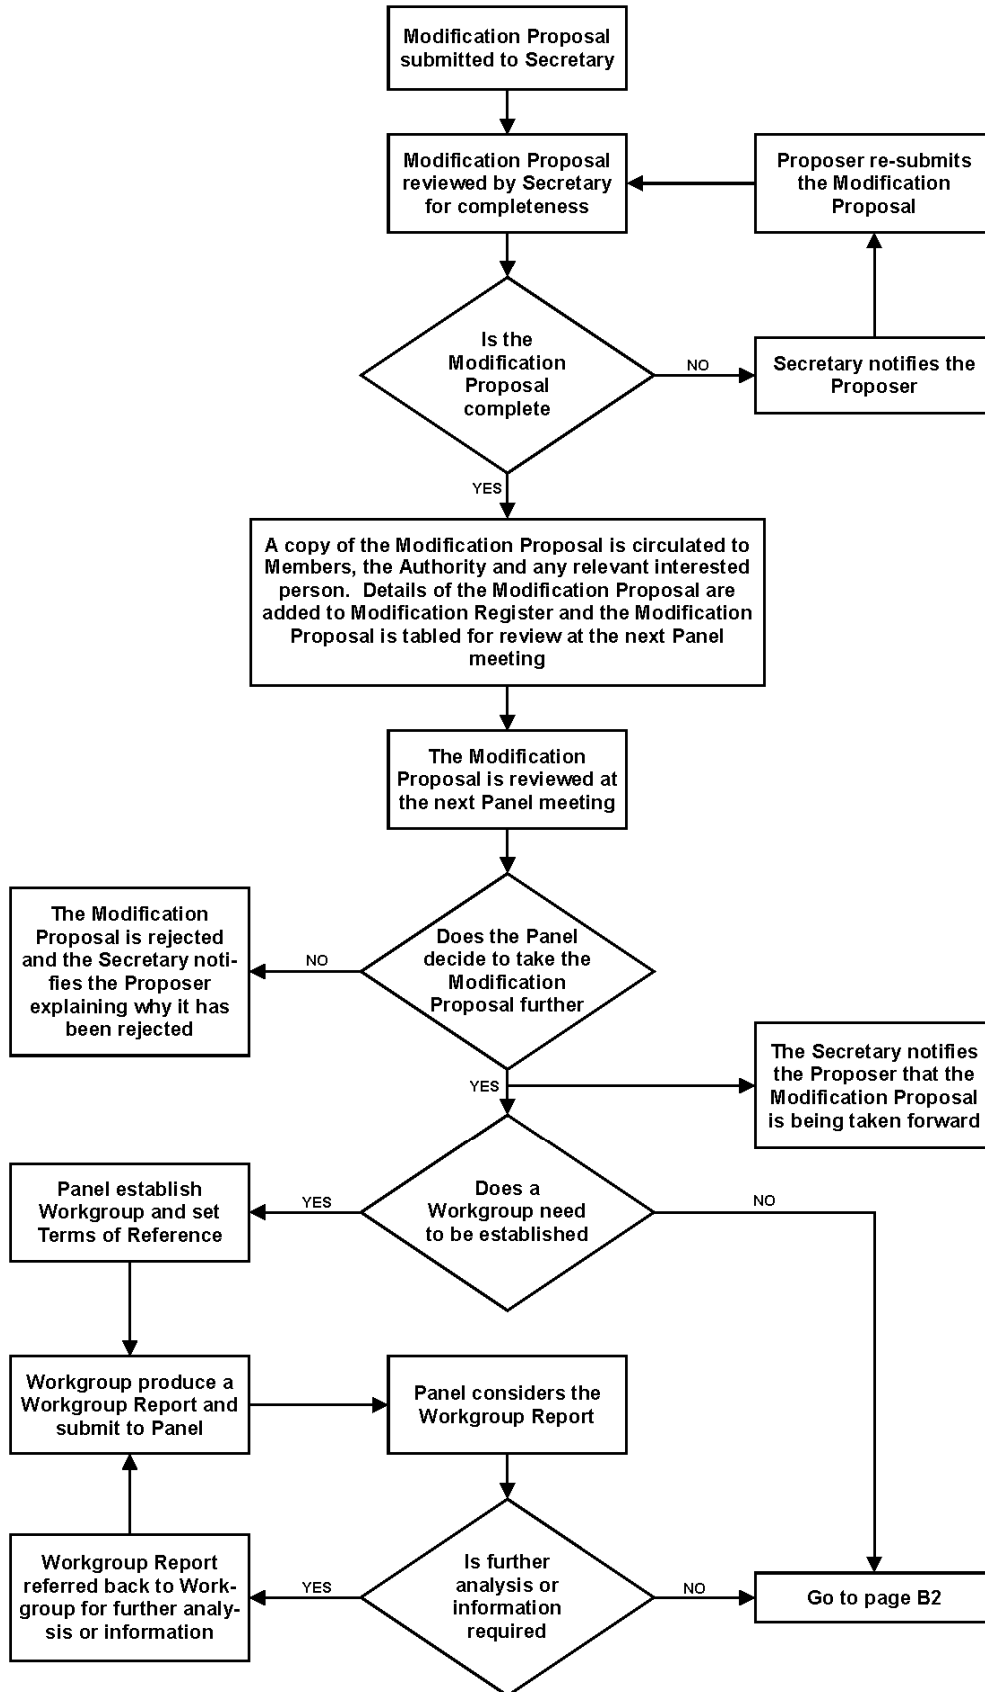 Modification Proposal
submitted to Secretary
Modification Proposal
reviewed by Secretary
for completeness
Proposer re-submits
the Modification
Proposal
Is the
Modification
Proposal
complete
NO
Secretary notifies the
Proposer
YES
A copy of the Modification Proposal is circulated to
Members, the Authority and any relevant interested
person. Details of the Modification Proposal are
added to Modification Register and the Modification
Proposal is tabled for review at the next Panel
meeting
The Modification
Proposal is reviewed at
the next Panel meeting
Does the Panel
decide to take the
Modification
Proposal further
NO
The Modification
Proposal is rejected
and the Secretary noti-
fies the Proposer
explaining why it has
been rejected
YES
The Secretary notifies
the Proposer that the
Modification Proposal
is being taken forward
Does a
Workgroup need
to be established
YES
NO
Panel establish
Workgroup and set
Terms of Reference
Workgroup produce a
Workgroup Report and
submit to Panel
Panel considers the
Workgroup Report
Is further
analysis or
information
required
YES
NO
Workgroup Report
referred back to Work-
group for further analy-
sis or information
Go to page B2